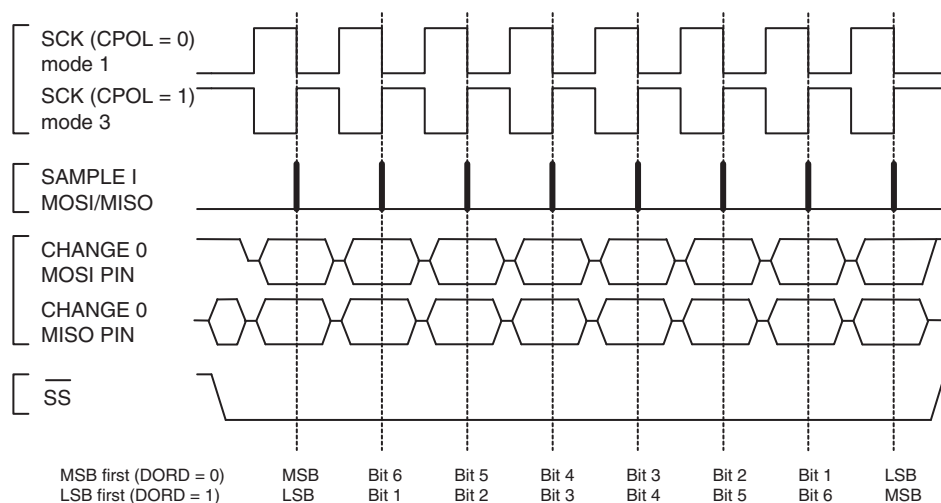 SCK (CPOL = 0)
mode 1
SCK (CPOL = 1)
mode 3
SAMPLE I
MOSI/MISO
CHANGE 0
MOSI PIN
CHANGE 0
MISO PIN
SS
MSB first (DORD = 0) MSB Bit 6 Bit 5 Bit 4 Bit 3 Bit 2 Bit 1 LSB
LSB first (DORD = 1) LSB Bit 1 Bit 2 Bit 3 Bit 4 Bit 5 Bit 6 MSB